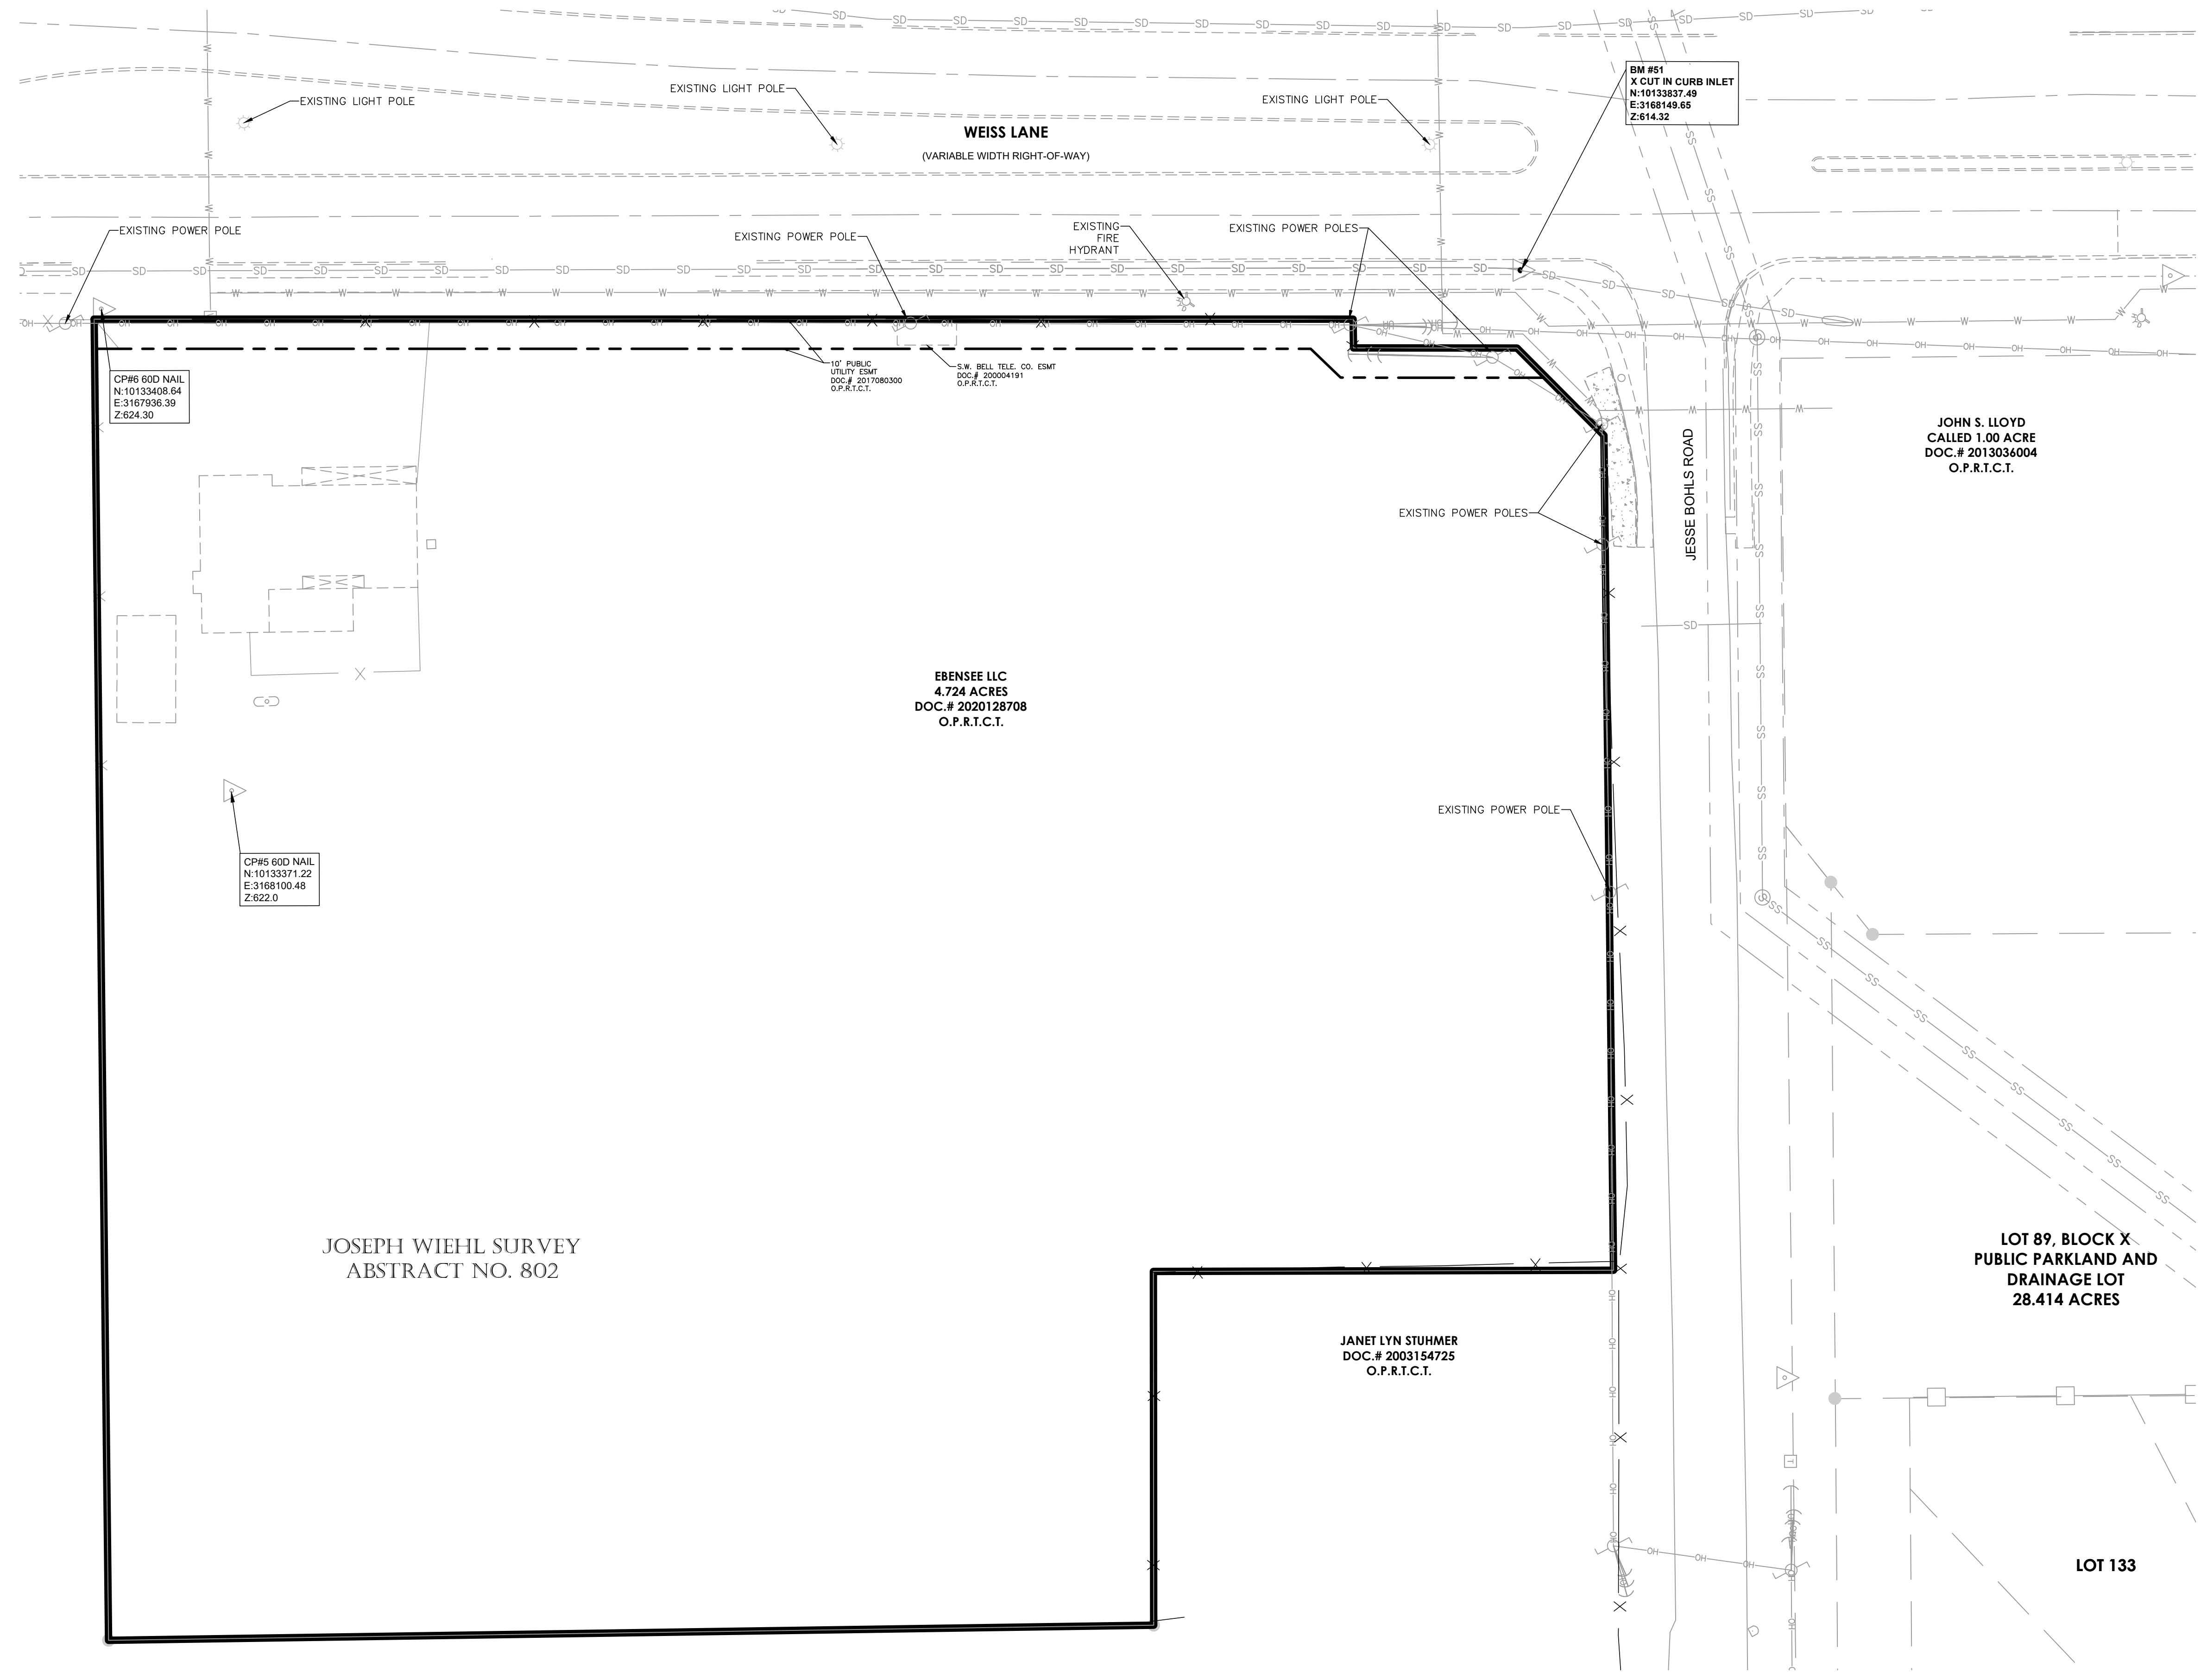 BM #51
X CUT IN CURB INLET
N:10133837.49
E:3168149.65
Z:614.32
EXISTING LIGHT POLE
EXISTING LIGHT POLE
EXISTING LIGHT POLE
WEISS LANE
(VARIABLE WIDTH RIGHT-OF-WAY)
EXISTING POWER POLE
EXISTING POWER POLE
EXISTING
FIRE
HYDRANT
EXISTING POWER POLES
10' PUBLIC
UTILITY ESMT
DOC.# 2017080300
O.P.R.T.C.T.
S.W. BELL TELE. CO. ESMT
DOC.# 200004191
O.P.R.T.C.T.
CP#6 60D NAIL
N:10133408.64
E:3167936.39
Z:624.30
JOHN S. LLOYD
CALLED 1.00 ACRE
DOC.# 2013036004
O.P.R.T.C.T.
JESSE BOHLS ROAD
EXISTING POWER POLES
EBENSEE LLC
4.724 ACRES
DOC.# 2020128708
O.P.R.T.C.T.
EXISTING POWER POLE
CP#5 60D NAIL
N:10133371.22
E:3168100.48
Z:622.0
JOSEPH WIEHL SURVEY
ABSTRACT NO. 802
LOT 89, BLOCK X
PUBLIC PARKLAND AND
DRAINAGE LOT
28.414 ACRES
JANET LYN STUHMER
DOC.# 2003154725
O.P.R.T.C.T.
LOT 133